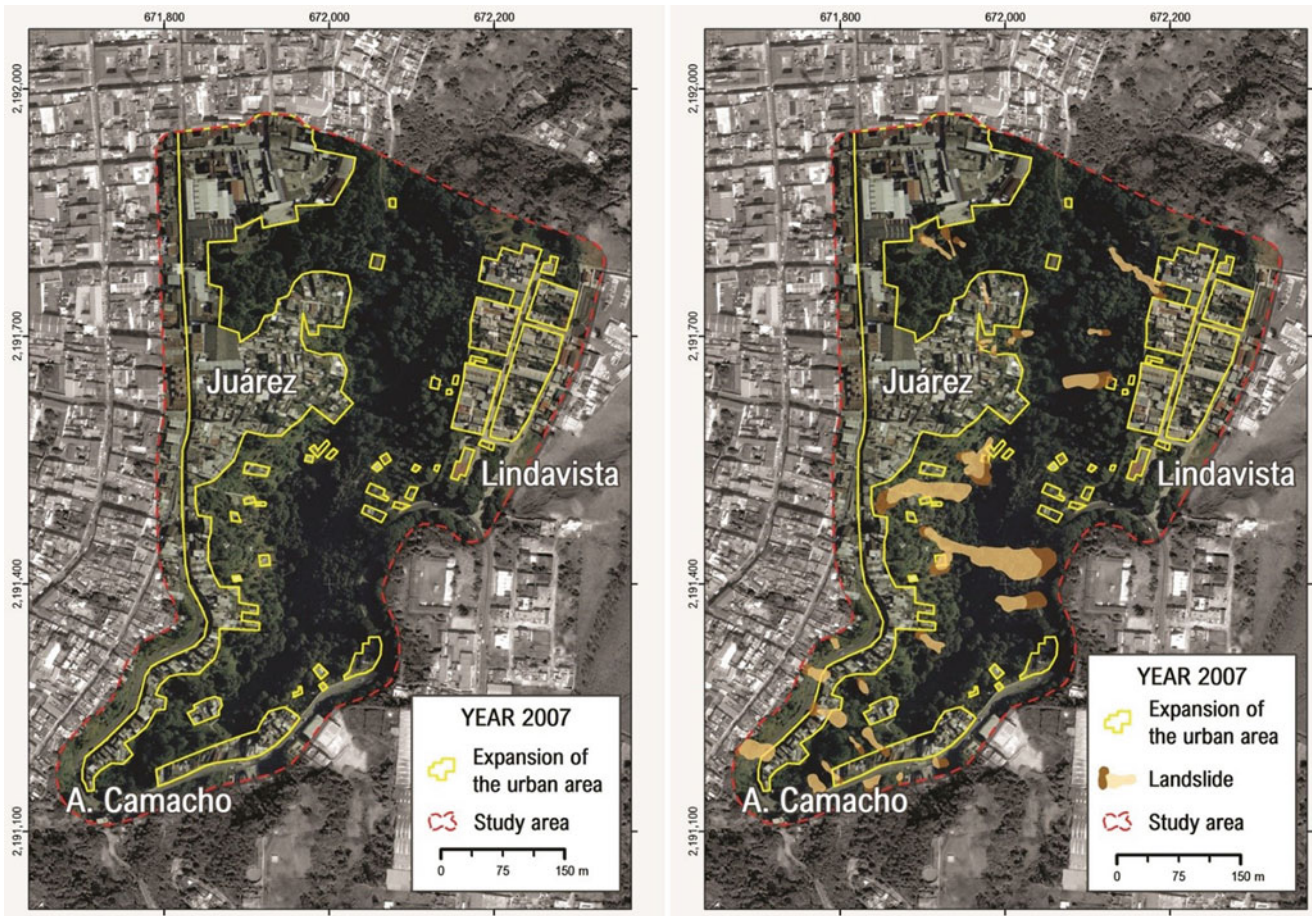 671,800
672,000
672,200
2,192,000
2,191,700
2,191,400
2,191,100
Juárez
Lindavista
A. Camacho
YEAR 2007
Expansion of
the urban area
Study area
0 75 150 m
671,800
672,000
672,200
2,192,000
2,191,700
2,191,400
2,191,100
Juárez
Lindavista
A. Camacho
YEAR 2007
Expansion of
the urban area
Landslide
Study area
0 75 150 m